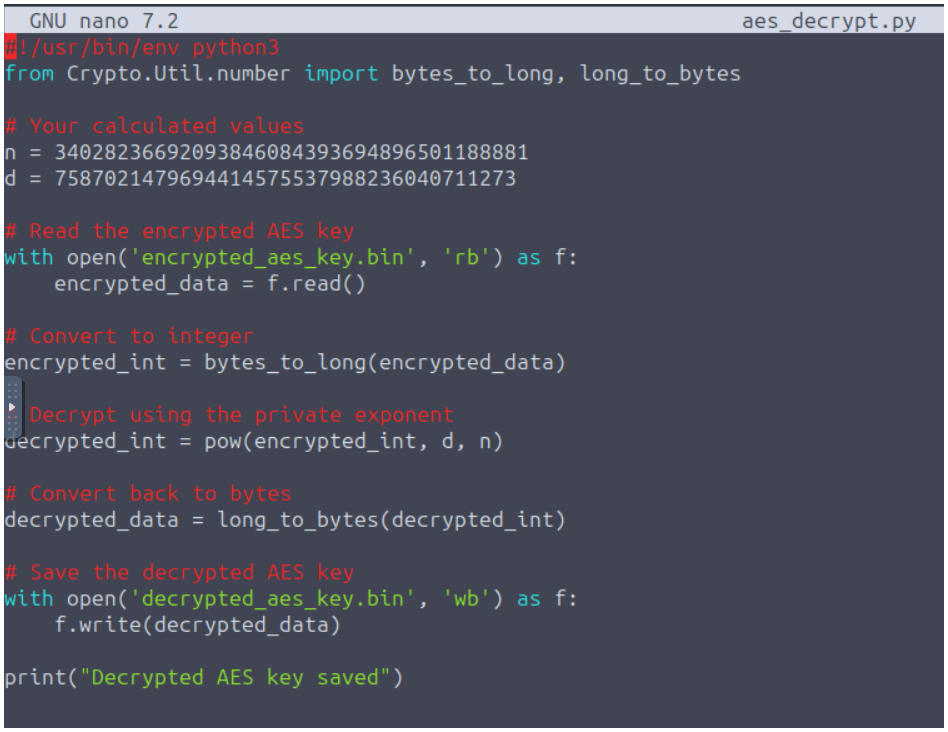 GNU nano 7.2 aes_decrypt.py
#!/usr/bin/env python3
from Crypto.Util.number import bytes_to_long, long_to_bytes
# Your calculated values
n = 340282366920938460843936948965011888881
d = 7587021479694414575537988236040711273
# Read the encrypted AES key
with open('encrypted_aes_key.bin', 'rb') as f:
    encrypted_data = f.read()
# Convert to integer
encrypted_int = bytes_to_long(encrypted_data)
Decrypt using the private exponent
decrypted_int = pow(encrypted_int, d, n)
# Convert back to bytes
decrypted_data = long_to_bytes(decrypted_int)
# Save the decrypted AES key
with open('decrypted_aes_key.bin', 'wb') as f:
    f.write(decrypted_data)
print("Decrypted AES key saved")